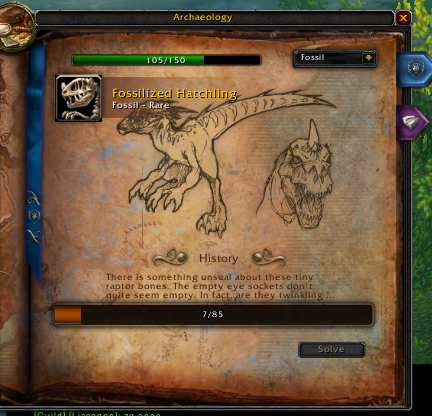 Archaeology
105/150
Fossil
Fossilized Hatchling
Fossil - Rare
History
There is something unsual about these tiny
raptor bones. The empty eye sockets don't
quite seem empty. In fact, are they twinkling ...
7/85
Solve